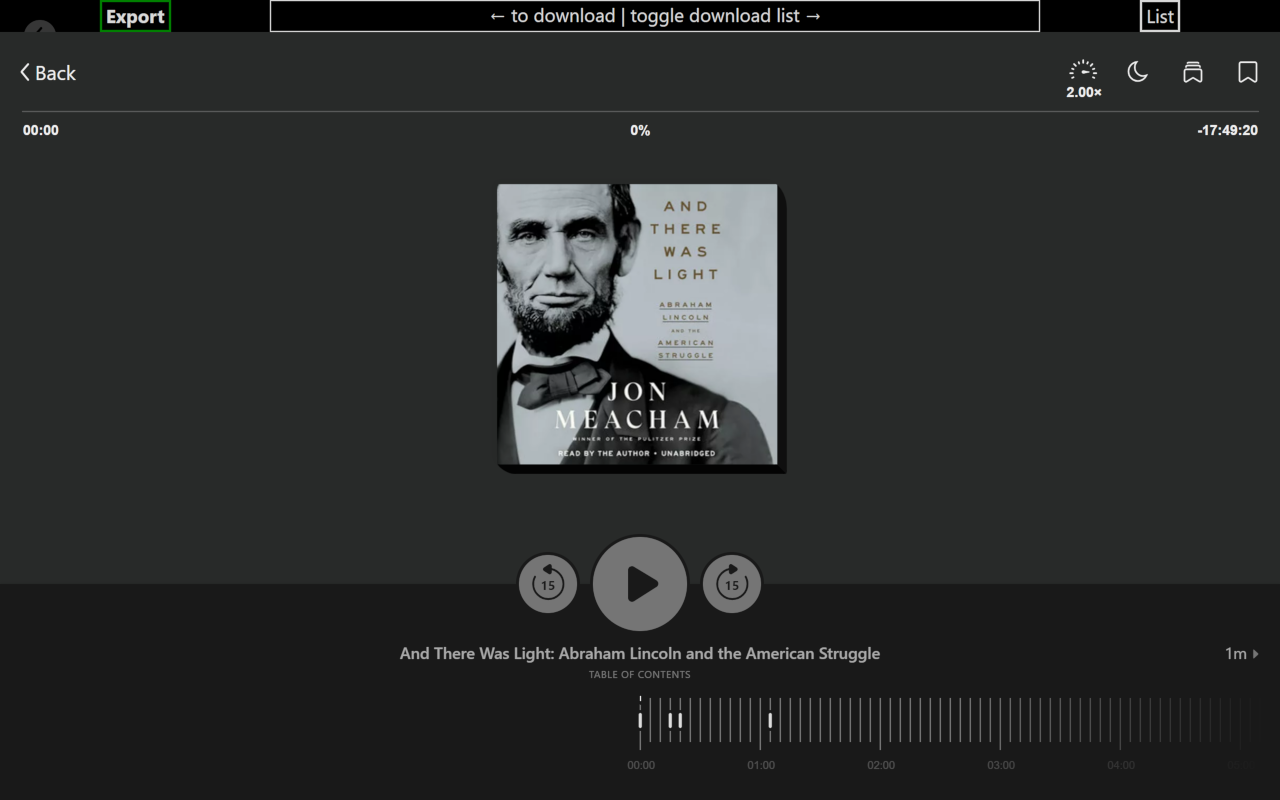 Export
← to download | toggle download list →
List
Back
2.00×
00:00
0%
-17:49:20
AND
THERE
WAS
LIGHT
ABRAHAM
LINCOLN
AND THE
AMERICAN
STRUGGLE
JON
MEACHAM
WINNER OF THE PULITZER PRIZE
READ BY THE AUTHOR • UNABRIDGED
15
15
And There Was Light: Abraham Lincoln and the American Struggle
1m
TABLE OF CONTENTS
00:00
01:00
02:00
03:00
04:00